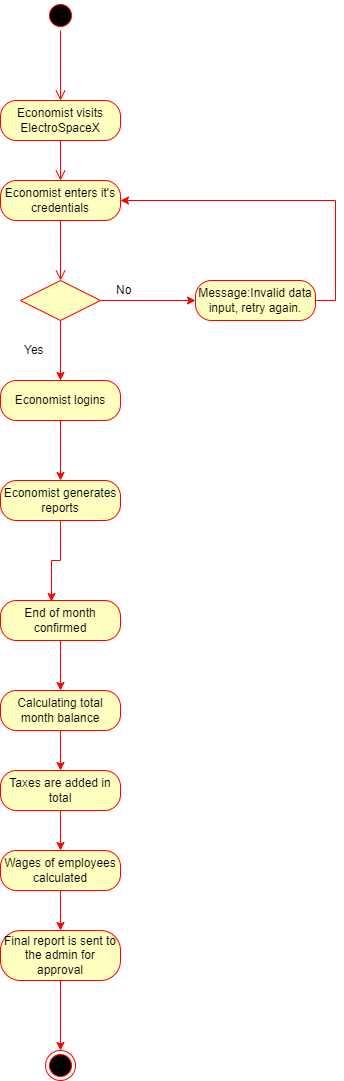 Economist visits
ElectroSpaceX
Economist enters it's
credentials
No
Message:Invalid data
input, retry again.
Yes
Economist logins
Economist generates
reports
End of month
confirmed
Calculating total
month balance
Taxes are added in
total
Wages of employees
calculated
Final report is sent to
the admin for
approval